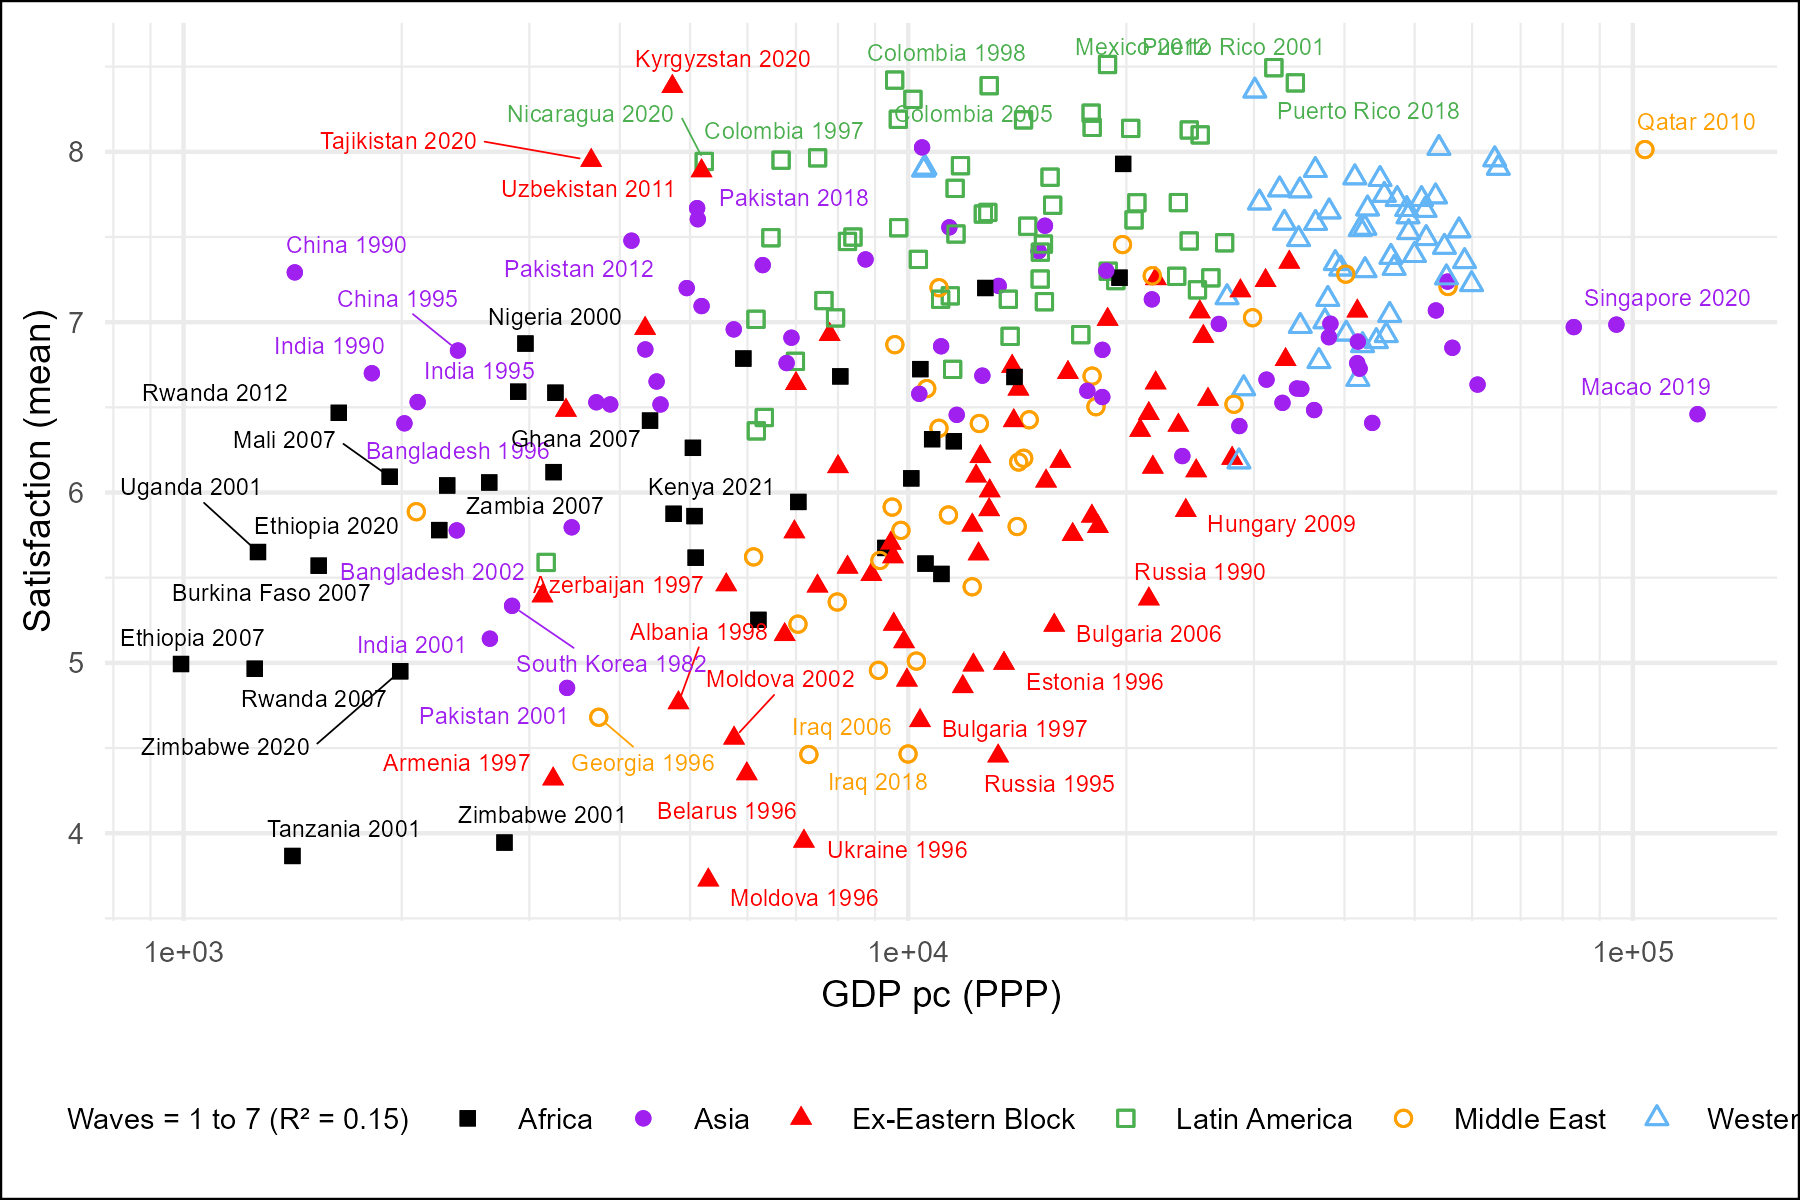 Kyrgyzstan 2020
Colombia 1998
Mexico 2012
Puerto Rico 2001
Nicaragua 2020
Colombia 1997
Colombia 2005
Puerto Rico 2018
Qatar 2010
Tajikistan 2020
Uzbekistan 2011
Pakistan 2018
China 1990
Pakistan 2012
China 1995
Nigeria 2000
Singapore 2020
India 1990
India 1995
Rwanda 2012
Macao 2019
Mali 2007
Ghana 2007
Bangladesh 1996
Uganda 2001
Kenya 2021
Zambia 2007
Ethiopia 2020
Hungary 2009
Bangladesh 2002
Azerbaijan 1997
Russia 1990
Burkina Faso 2007
Ethiopia 2007
India 2001
Albania 1998
Bulgaria 2006
South Korea 1982
Moldova 2002
Estonia 1996
Rwanda 2007
Pakistan 2001
Iraq 2006
Bulgaria 1997
Zimbabwe 2020
Armenia 1997
Georgia 1996
Iraq 2018
Russia 1995
Zimbabwe 2001
Belarus 1996
Tanzania 2001
Ukraine 1996
Moldova 1996
8
7
6
5
4
Satisfaction (mean)
1e+03 1e+04 1e+05
GDP pc (PPP)
Waves = 1 to 7 (R² = 0.15) Africa Asia Ex-Eastern Block Latin America Middle East Wester